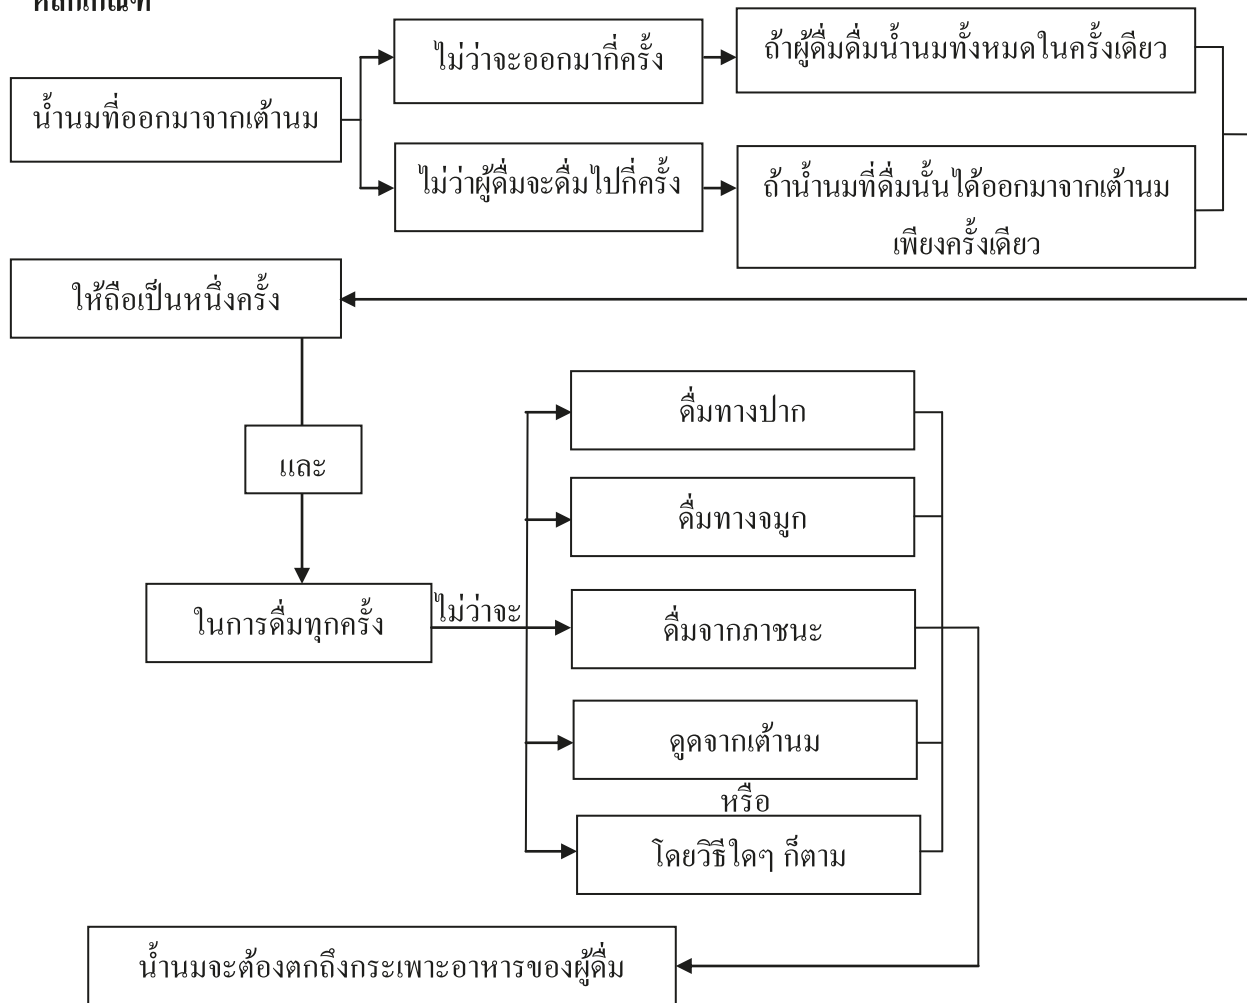 หลักเกณฑ์
น้ำนมที่ออกมาจากเต้านม
ไม่ว่าจะออกมากี่ครั้ง
ถ้าผู้ดื่มดื่มน้ำนมทั้งหมดในครั้งเดียว
ไม่ว่าผู้ดื่มจะดื่มไปกี่ครั้ง
ถ้าน้ำนมที่ดื่มนั้นได้ออกมาจากเต้านม
เพียงครั้งเดียว
ให้ถือเป็นหนึ่งครั้ง
และ
ในการดื่มทุกครั้ง
ไม่ว่าจะ
ดื่มทางปาก
ดื่มทางจมูก
ดื่มจากภาชนะ
ดูดจากเต้านม
หรือ
โดยวิธีใดๆ ก็ตาม
น้ำนมจะต้องตกถึงกระเพาะอาหารของผู้ดื่ม